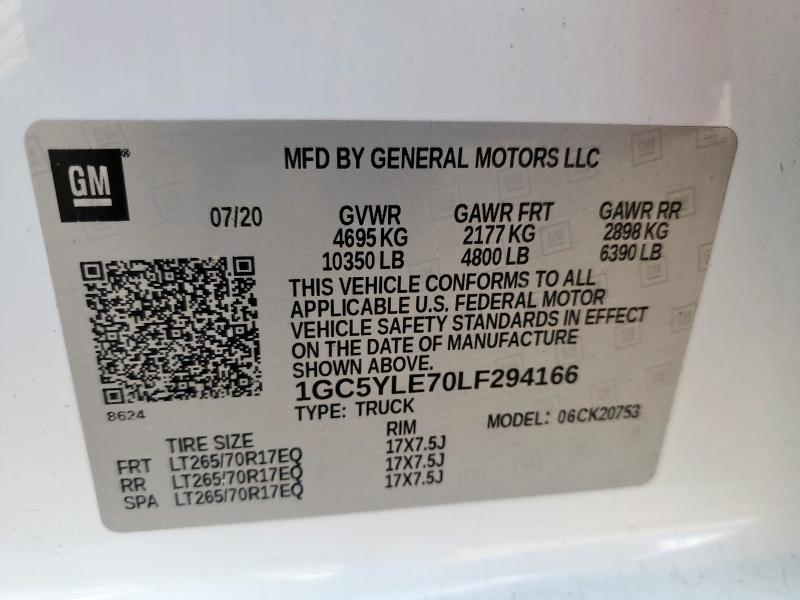 GM®
MFD BY GENERAL MOTORS LLC
07/20 GVWR GAWR FRT GAWR RR
4695 KG 2177 KG 2898 KG
10350 LB 4800 LB 6390 LB
THIS VEHICLE CONFORMS TO ALL
APPLICABLE U.S. FEDERAL MOTOR
VEHICLE SAFETY STANDARDS IN EFFECT
ON THE DATE OF MANUFACTURE
SHOWN ABOVE.
1GC5YLE70LF294166
8624
TYPE: TRUCK MODEL: 06CK20753
TIRE SIZE RIM
FRT LT265/70R17EQ 17X7.5J
RR LT265/70R17EQ 17X7.5J
SPA LT265/70R17EQ 17X7.5J